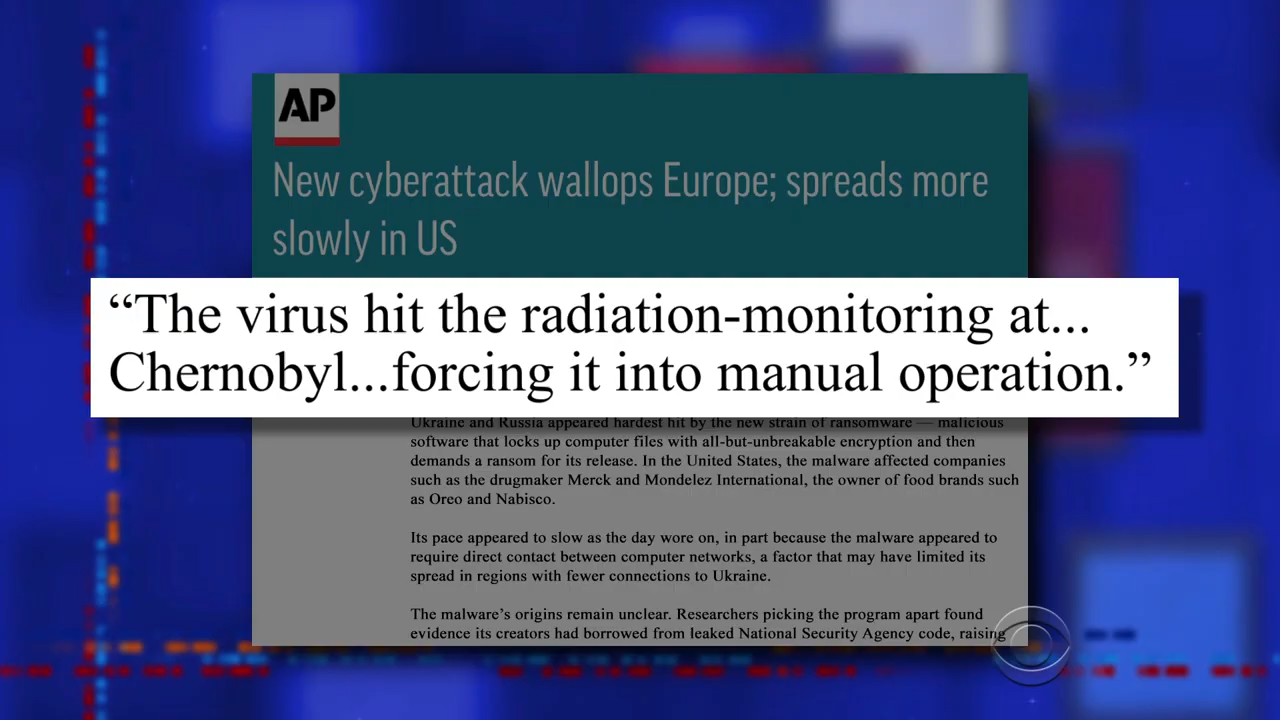 AP
New cyberattack wallops Europe; spreads more
slowly in US
“The virus hit the radiation-monitoring at...
Chernobyl...forcing it into manual operation.”
Ukraine and Russia appeared hardest hit by the new strain of ransomware — malicious
software that locks up computer files with all-but-unbreakable encryption and then
demands a ransom for its release. In the United States, the malware affected companies
such as the drugmaker Merck and Mondelez International, the owner of food brands such
as Oreo and Nabisco.
Its pace appeared to slow as the day wore on, in part because the malware appeared to
require direct contact between computer networks, a factor that may have limited its
spread in regions with fewer connections to Ukraine.
The malware’s origins remain unclear. Researchers picking the program apart found
evidence its creators had borrowed from leaked National Security Agency code, raising